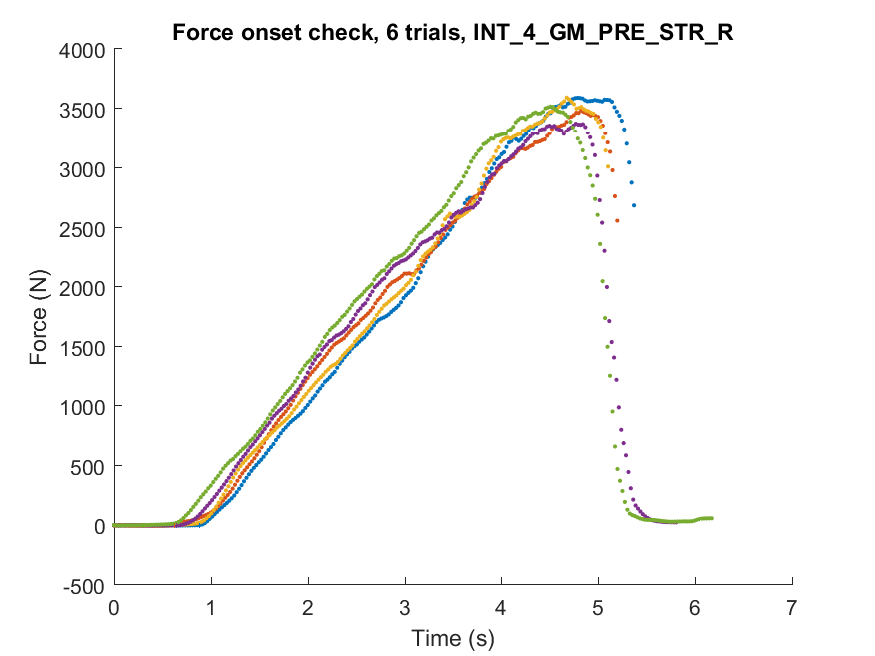 Force onset check, 6 trials, INT_4_GM_PRE_STR_R
4000
3500
3000
2500
2000
1500
1000
500
0
-500
Force (N)
0 1 2 3 4 5 6 7
Time (s)